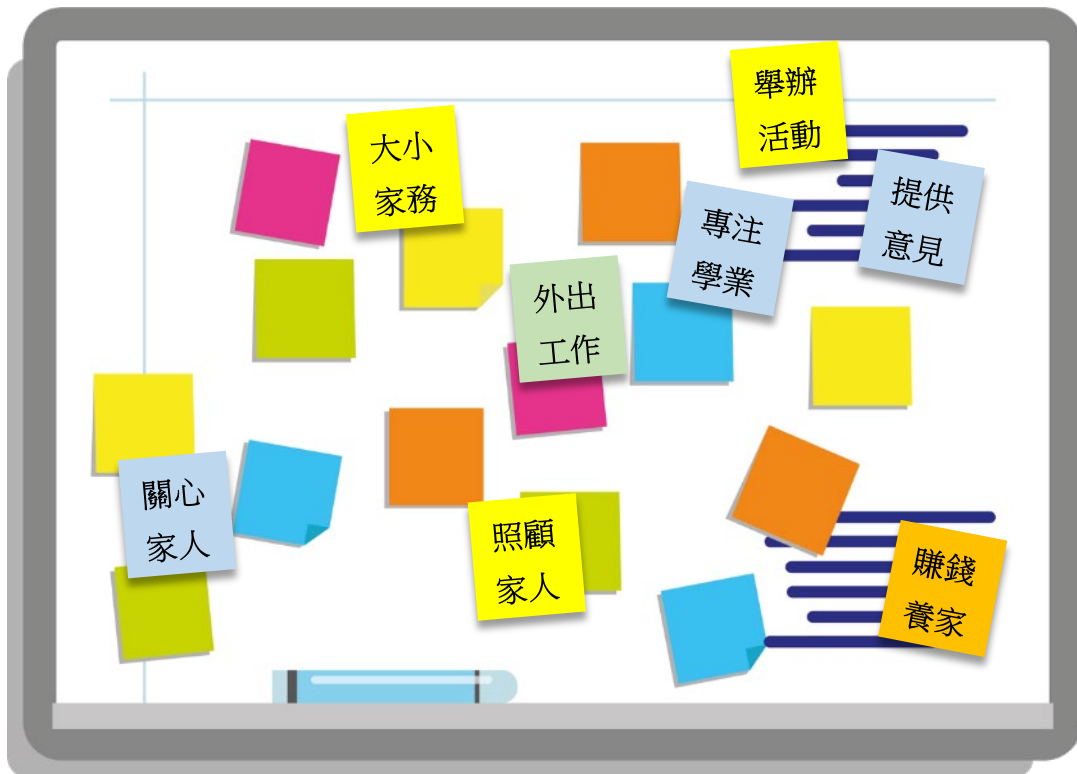 舉辦
活動
大小
家務
專注
學業
提供
意見
外出
工作
關心
家人
照顧
家人
賺錢
養家